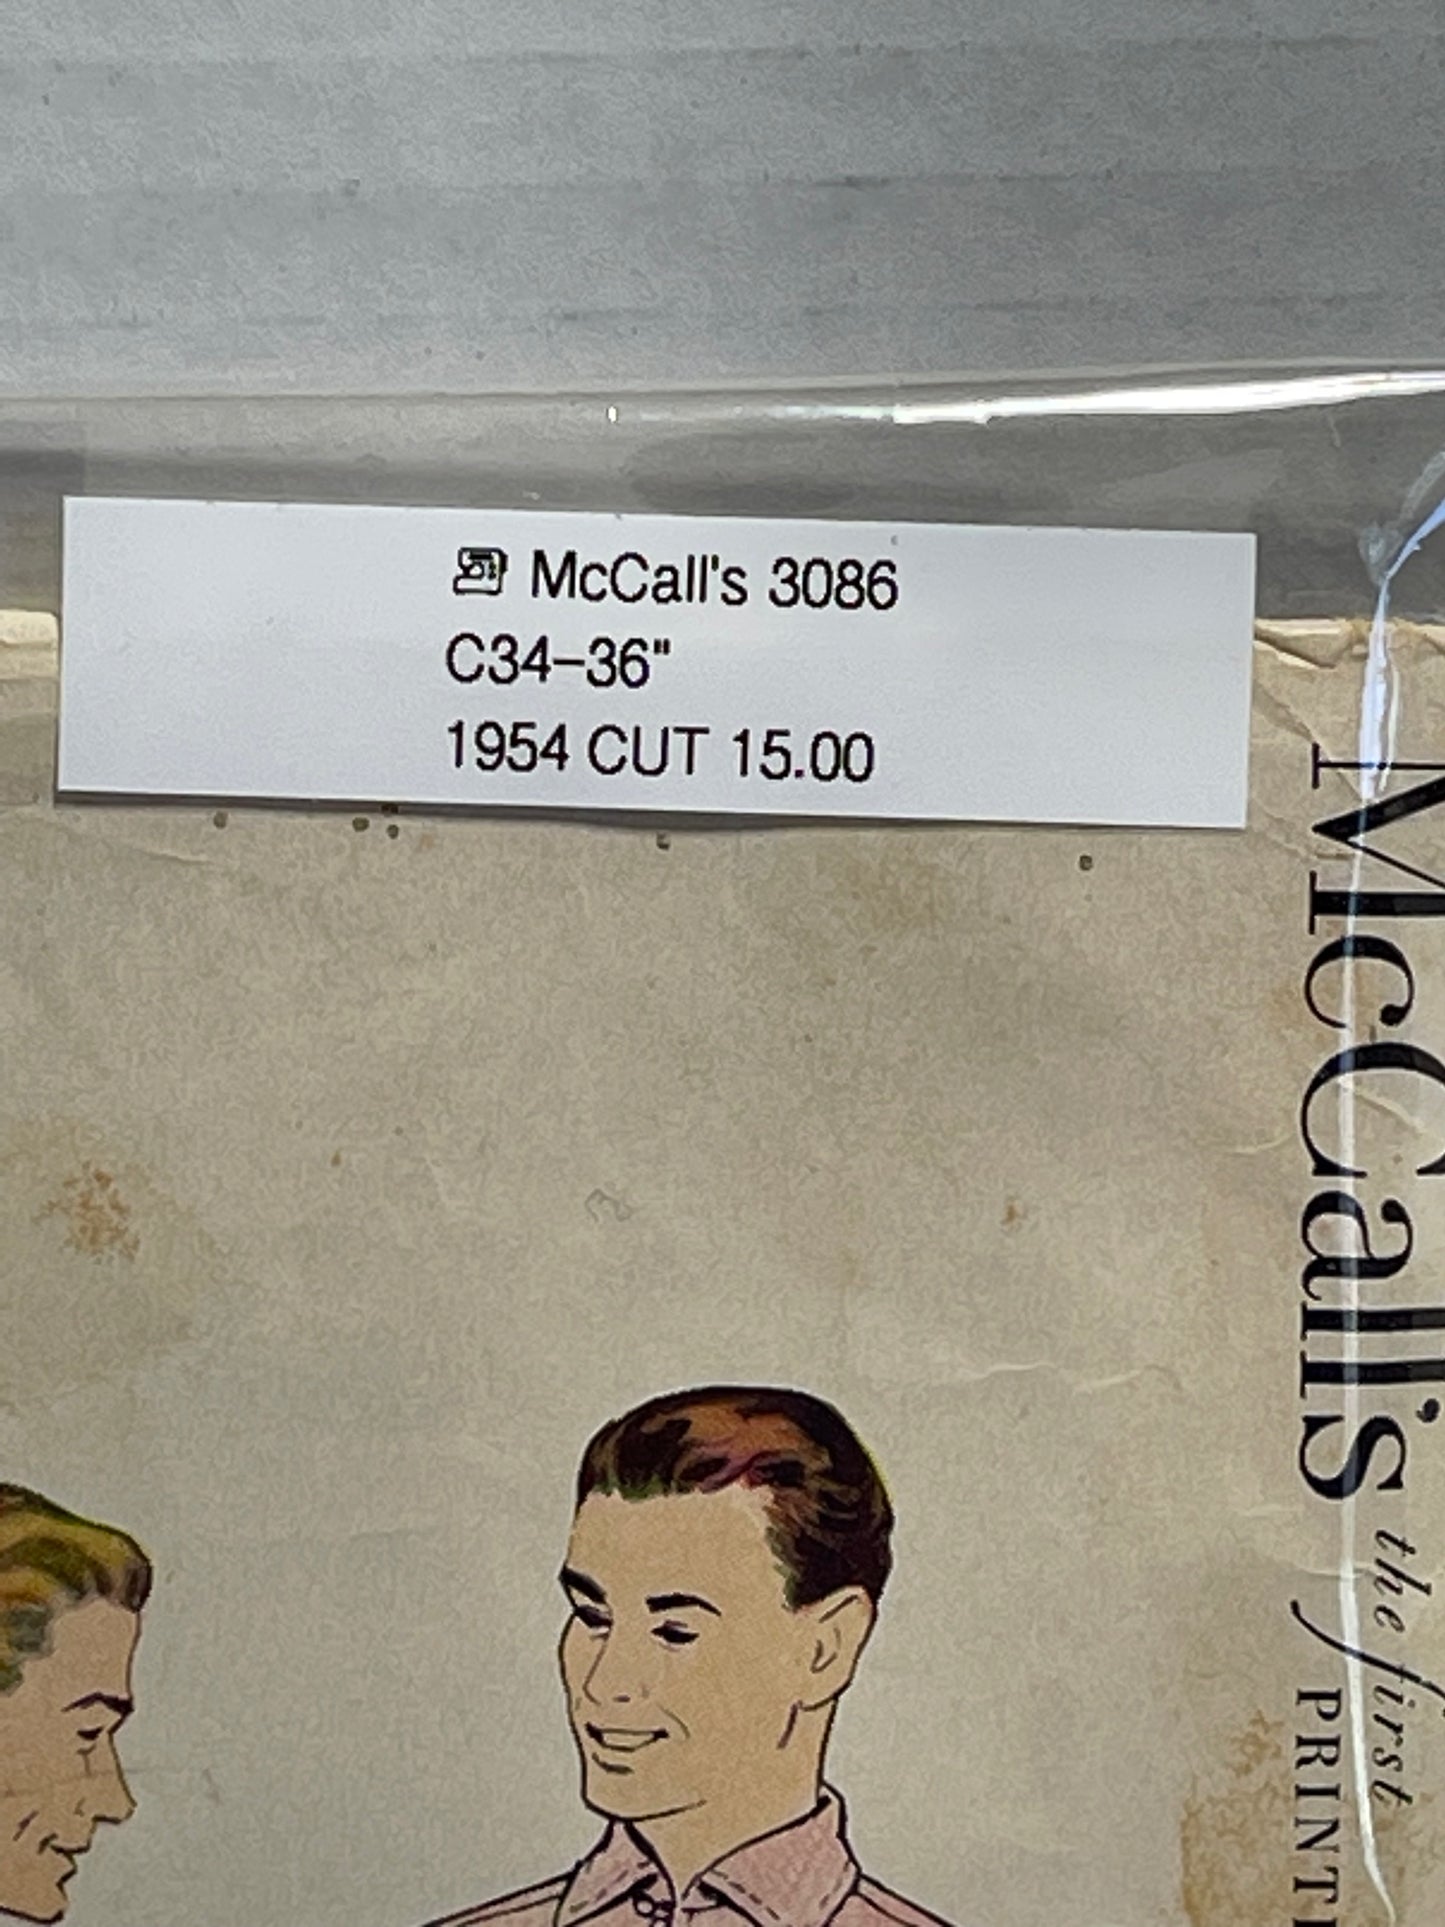 McCall's 3086
C34-36"
1954 CUT 15.00
McCall's
the first
PRINT